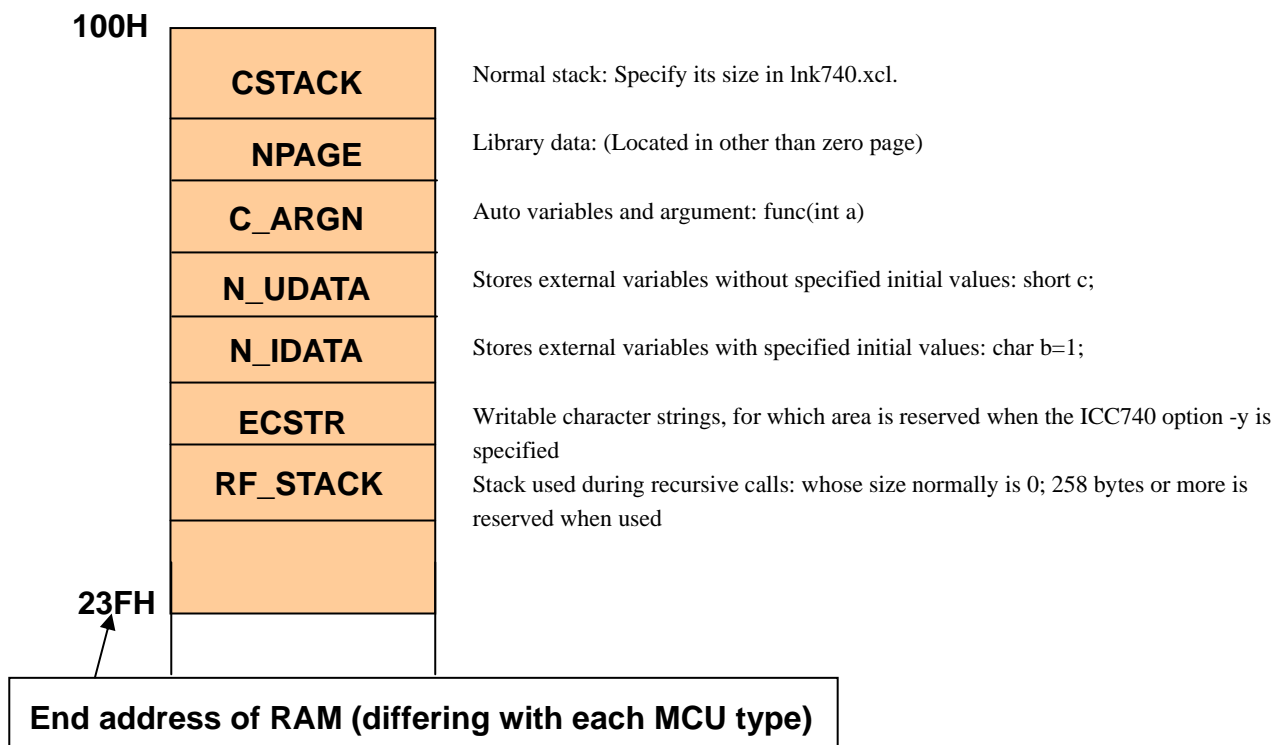 100H
CSTACK
Normal stack: Specify its size in lnk740.xcl.
NPAGE
Library data: (Located in other than zero page)
C_ARGN
Auto variables and argument: func(int a)
N_UDATA
Stores external variables without specified initial values: short c;
N_IDATA
Stores external variables with specified initial values: char b=1;
ECSTR
Writable character strings, for which area is reserved when the ICC740 option -y is
specified
RF_STACK
Stack used during recursive calls: whose size normally is 0; 258 bytes or more is
reserved when used
23FH
End address of RAM (differing with each MCU type)